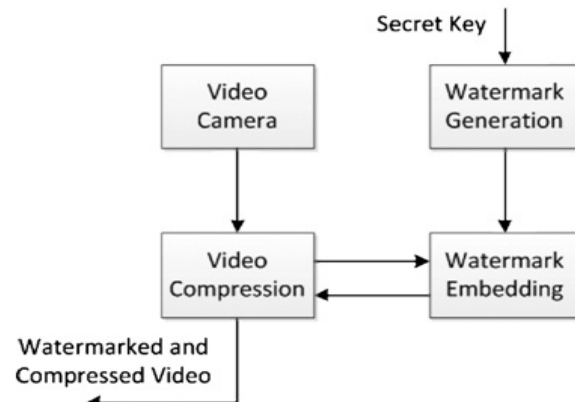 Secret Key
Video
Camera
Watermark
Generation
Video
Compression
Watermark
Embedding
Watermarked and
Compressed Video